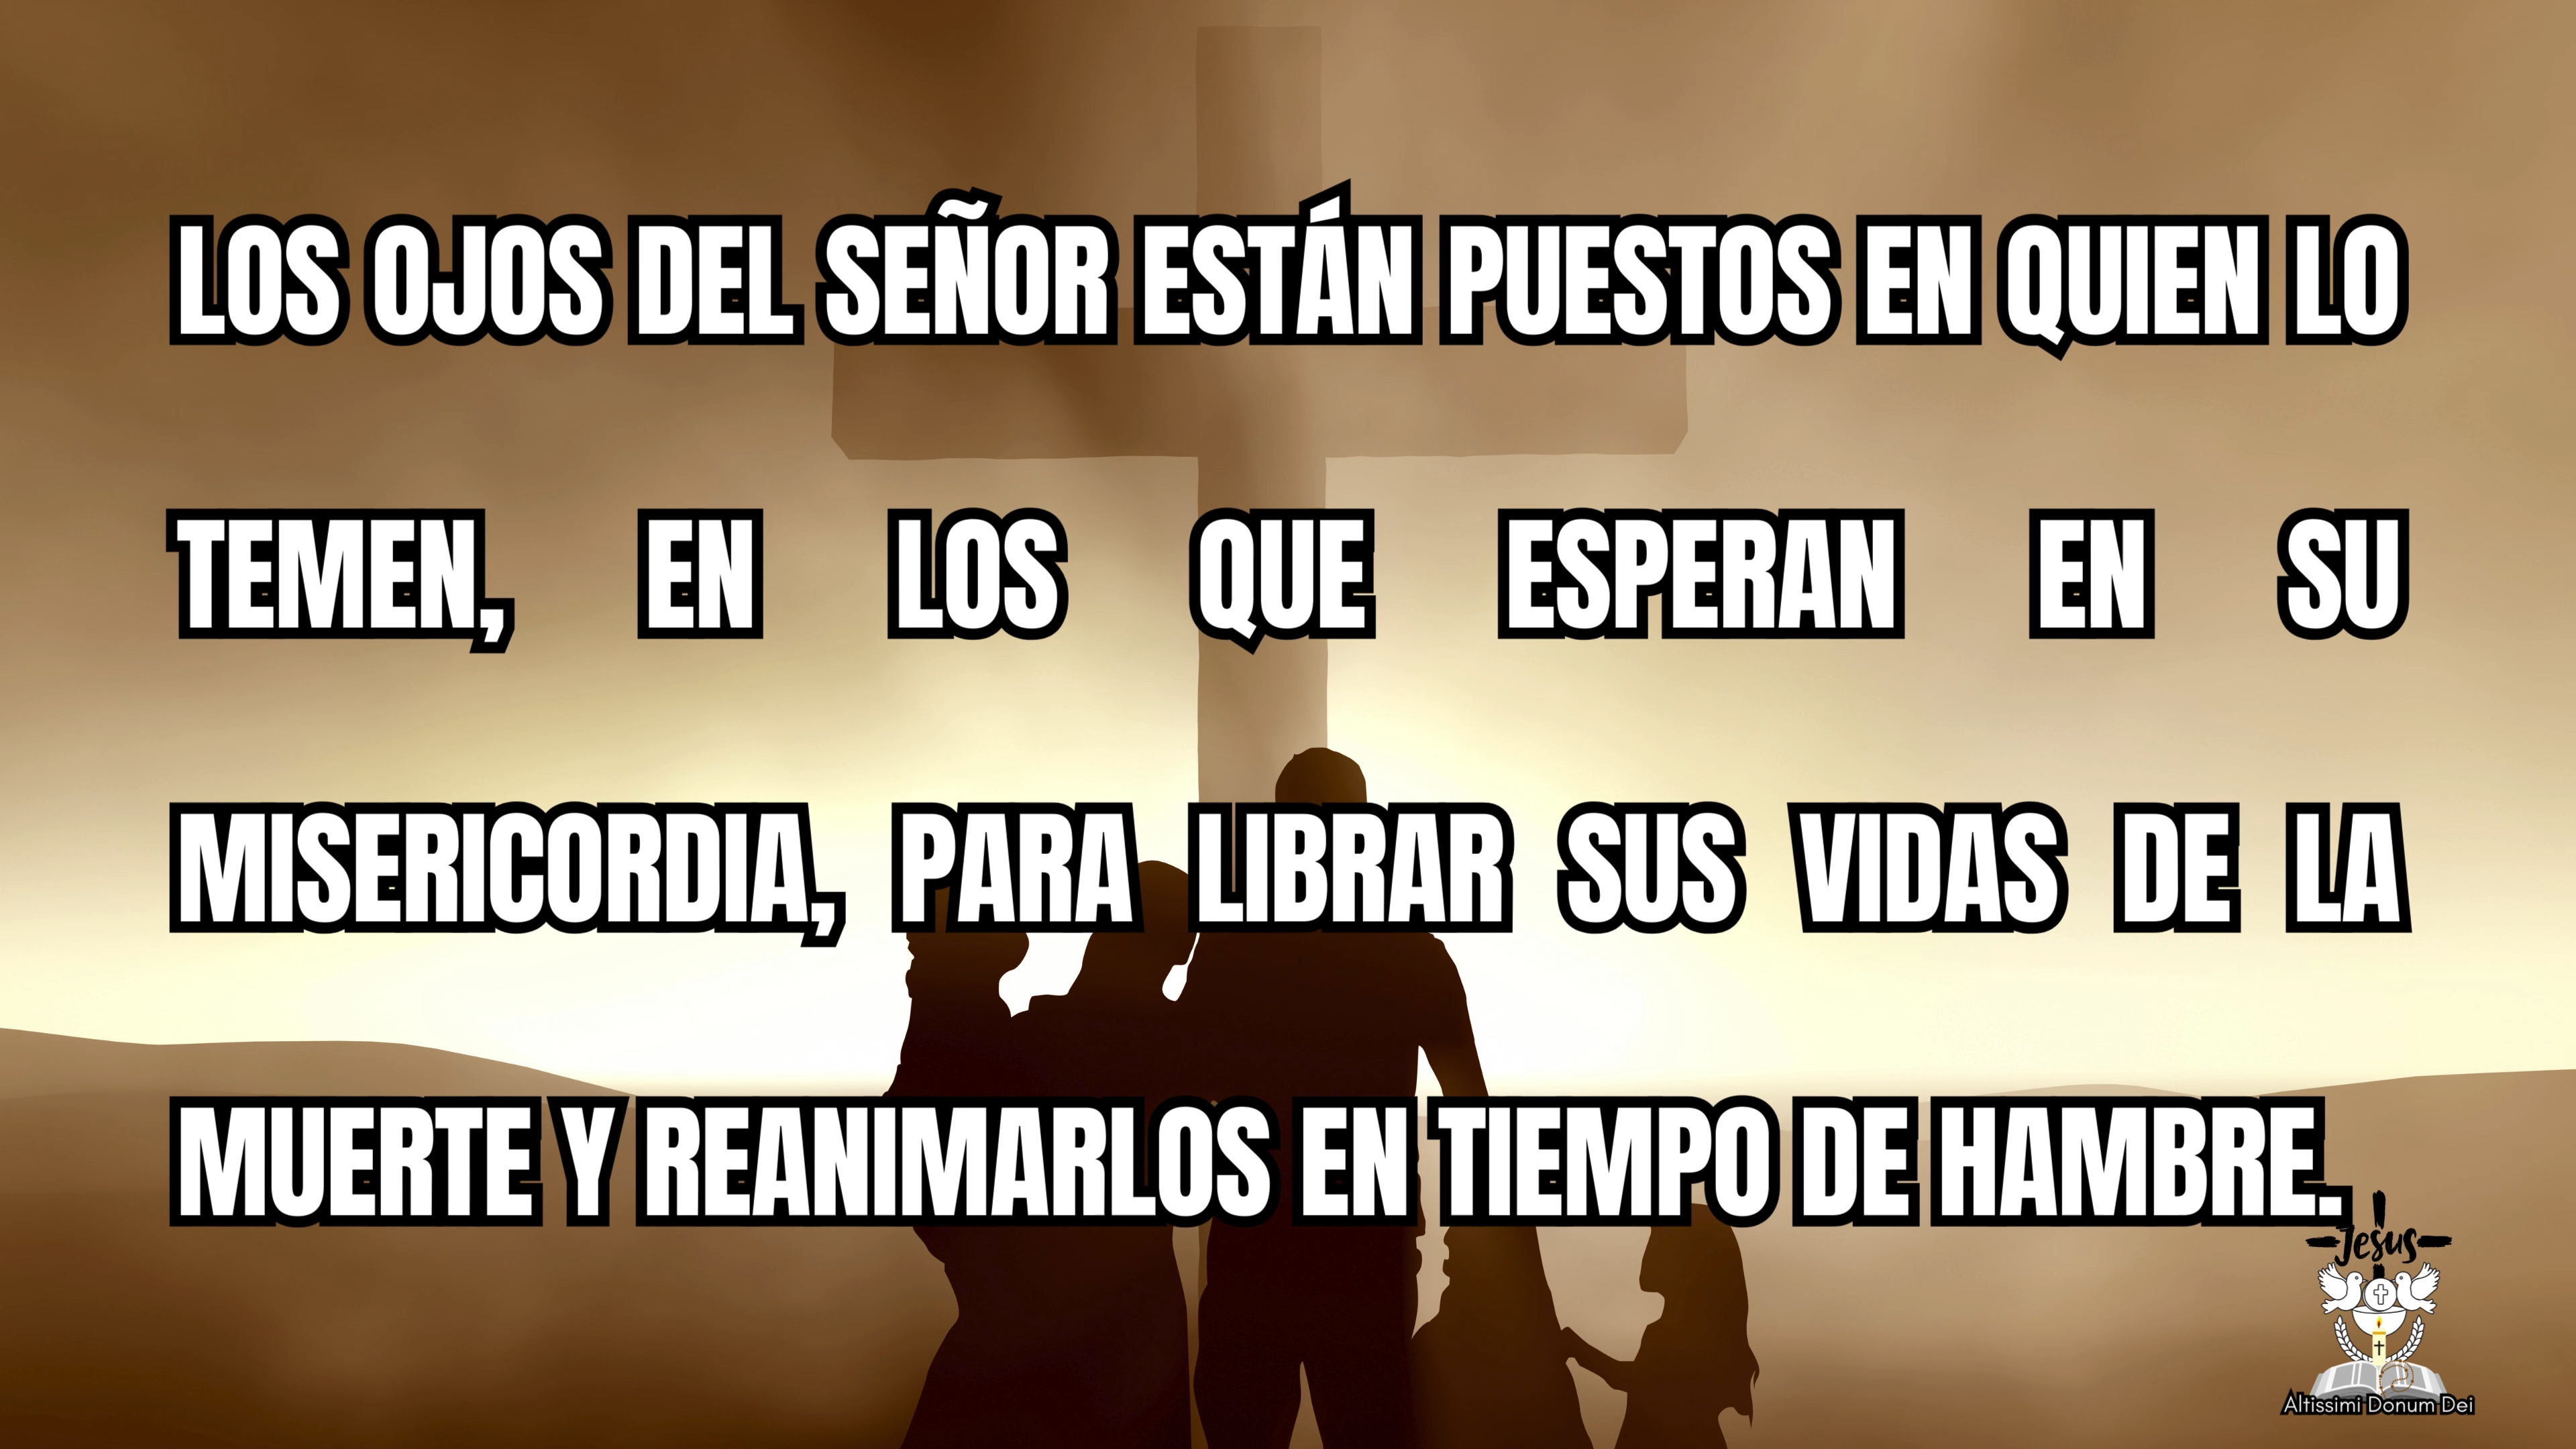 LOS OJOS DEL SEÑOR ESTÁN PUESTOS EN QUIEN LO
TEMEN, EN LOS QUE ESPERAN EN SU
MISERICORDIA, PARA LIBRAR SUS VIDAS DE LA
MUERTE Y REANIMARLOS EN TIEMPO DE HAMBRE.
Jesus
Altissimi Donum Dei